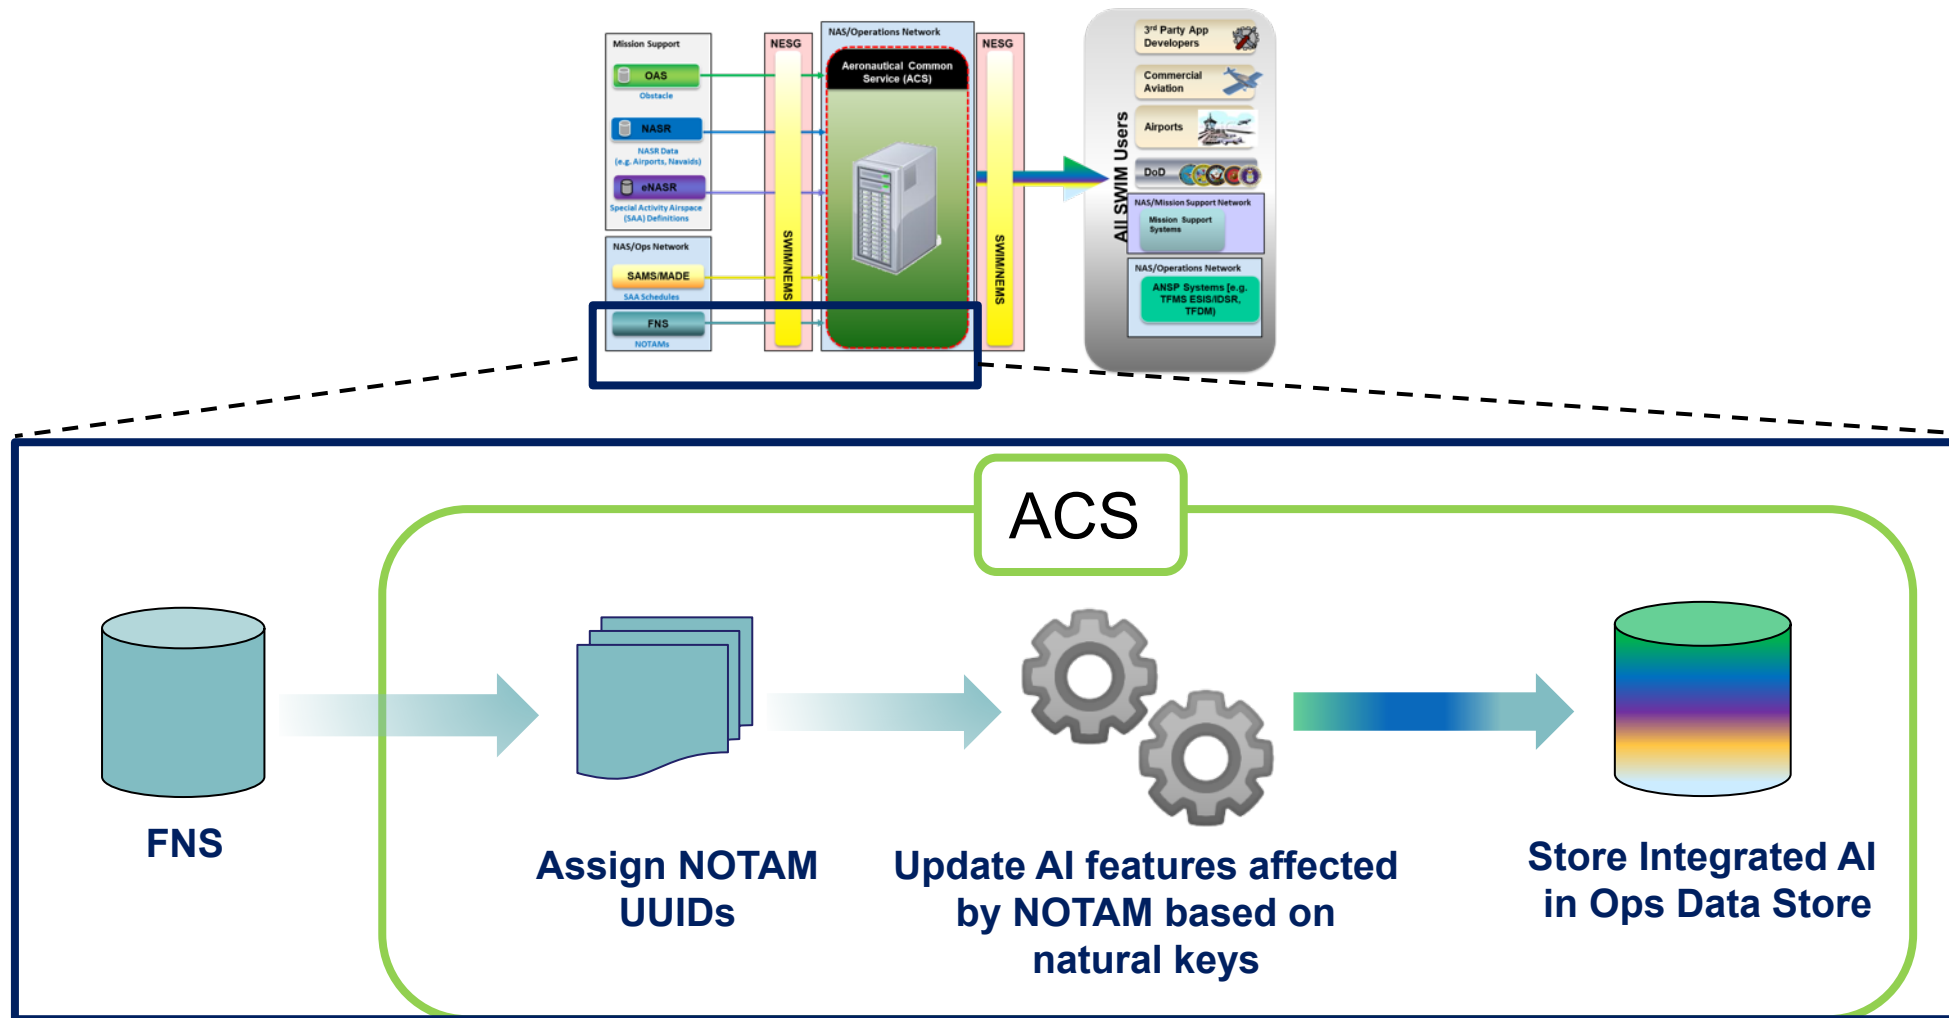 Mission Support
OAS
Obstacle
NASR
NASR Data
(e.g. Airports, Navaids)
eNASR
Special Activity Airspace
(SAA) Definitions
NAS/Ops Network
SAMS/MADE
SAA Schedules
FNS
NOTAMs
NESG
SWIM/NEMS
NAS/Operations Network
Aeronautical Common
Service (ACS)
NESG
SWIM/NEMS
All SWIM Users
3rd Party App
Developers
Commercial
Aviation
Airports
DoD
NAS/Mission Support Network
Mission Support
Systems
NAS/Operations Network
ANSP Systems [e.g.
TFMS ESIS/IDSR,
TFDM)
ACS
FNS
Assign NOTAM
UUIDs
Update AI features affected
by NOTAM based on
natural keys
Store Integrated AI
in Ops Data Store